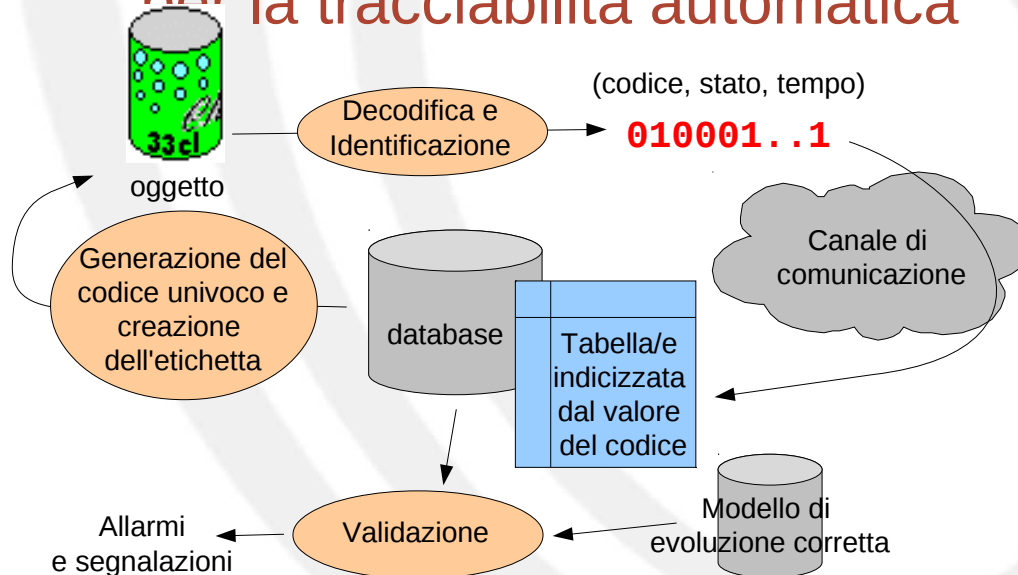 per la tracciabilità automatica
(codice, stato, tempo)
010001..1
Decodifica e
Identificazione
33cl
oggetto
Generazione del
codice univoco e
creazione
dell'etichetta
database
Tabella/e
indicizzata
dal valore
del codice
Canale di
comunicazione
Modello di
evoluzione corretta
Validazione
Allarmi
e segnalazioni